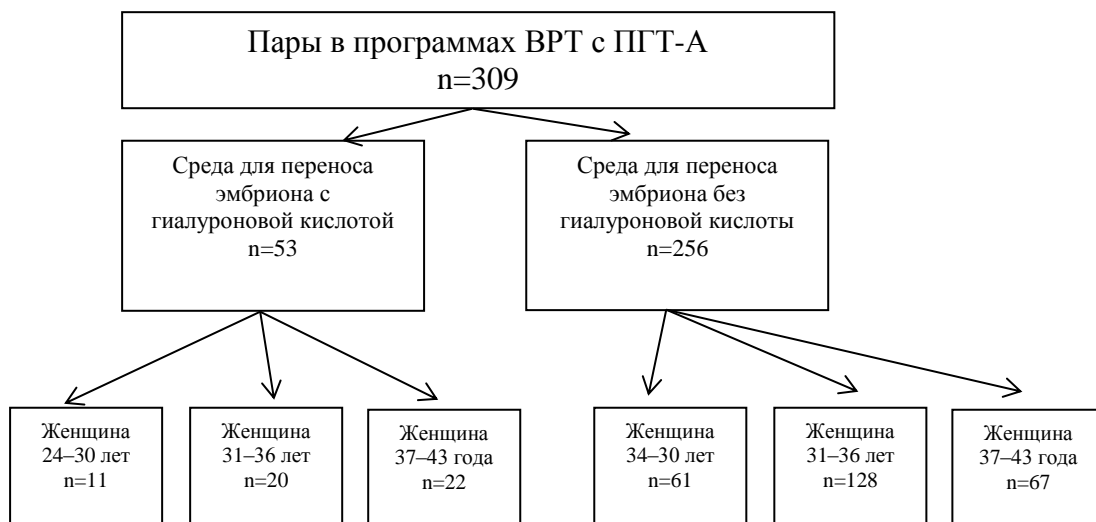 Пары в программах ВРТ с ПГТ-А
n=309
Среда для переноса
эмбриона с
гиалуроновой кислотой
n=53
Среда для переноса
эмбриона без
гиалуроновой кислоты
n=256
Женщина
24–30 лет
n=11
Женщина
31–36 лет
n=20
Женщина
37–43 года
n=22
Женщина
34–30 лет
n=61
Женщина
31–36 лет
n=128
Женщина
37–43 года
n=67